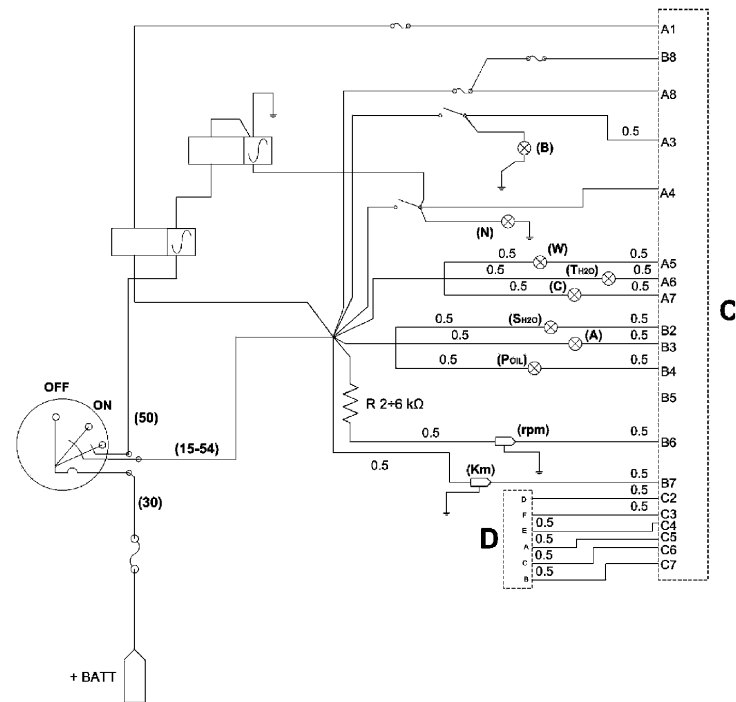 A1
B8
A8
0.5 A3
(B)
A4
(N)
(W)
0.5 0.5 A5
(TH2O)
0.5 0.5 A6
(C)
0.5 0.5 A7
C
(SH2O)
0.5 0.5 B2
(A)
0.5 0.5 B3
(POIL)
0.5 0.5 B4
B5
OFF
ON
(50)
R 2÷6 kΩ
(rpm)
0.5 0.5 B6
(15-54)
(Km)
0.5 0.5 B7
(30)
D 0.5 C2
F 0.5 C3
E 0.5 C4
D
A 0.5 C5
C 0.5 C6
B 0.5 C7
+ BATT